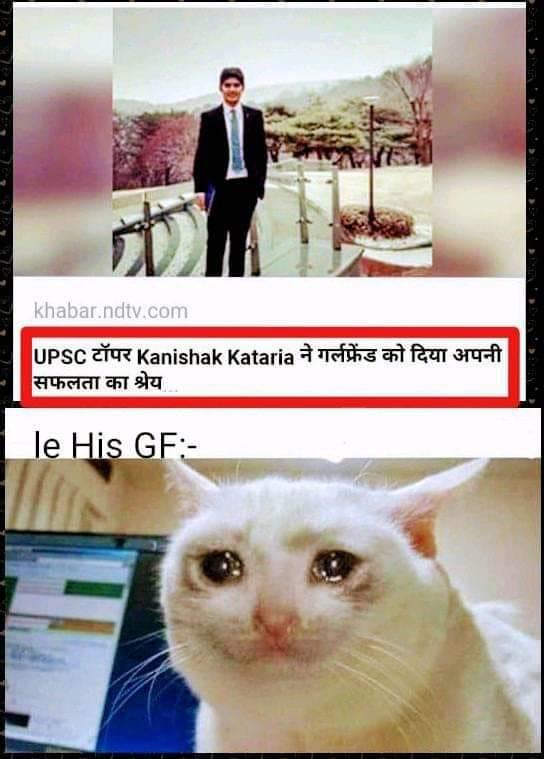 khabar.ndtv.com
UPSC टॉपर Kanishak Kataria ने गर्लफ्रेंड को दिया अपनी
सफलता का श्रेय
le His GF:-